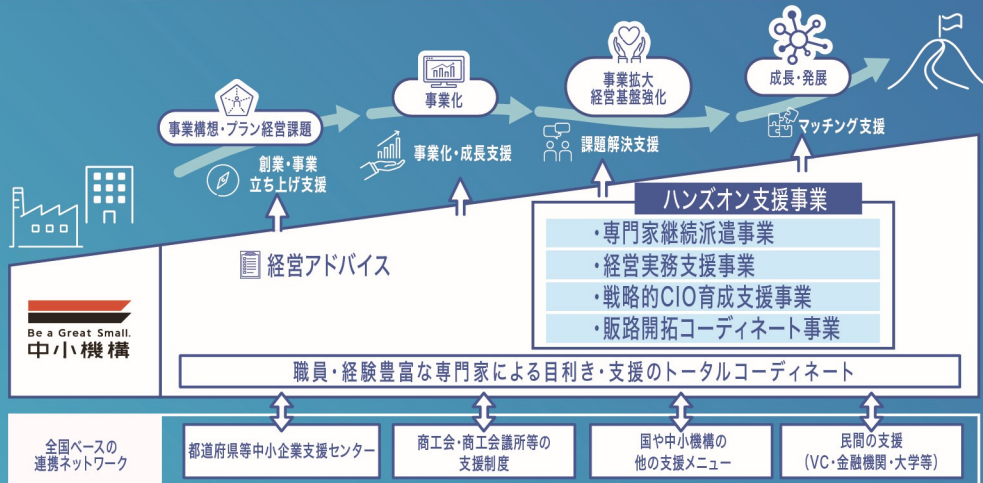 事業構想・プラン経営課題
創業・事業
立ち上げ支援
事業化
事業化・成長支援
事業拡大
経営基盤強化
課題解決支援
成長・発展
マッチング支援
経営アドバイス
ハンズオン支援事業
・専門家継続派遣事業
・経営実務支援事業
・戦略的CIO育成支援事業
・販路開拓コーディネート事業
Be a Great Small.
中小機構
職員・経験豊富な専門家による目利き・支援のトータルコーディネート
全国ベースの
連携ネットワーク
都道府県等中小企業支援センター
商工会・商工会議所等の
支援制度
国や中小機構の
他の支援メニュー
民間の支援
（VC・金融機関・大学等）